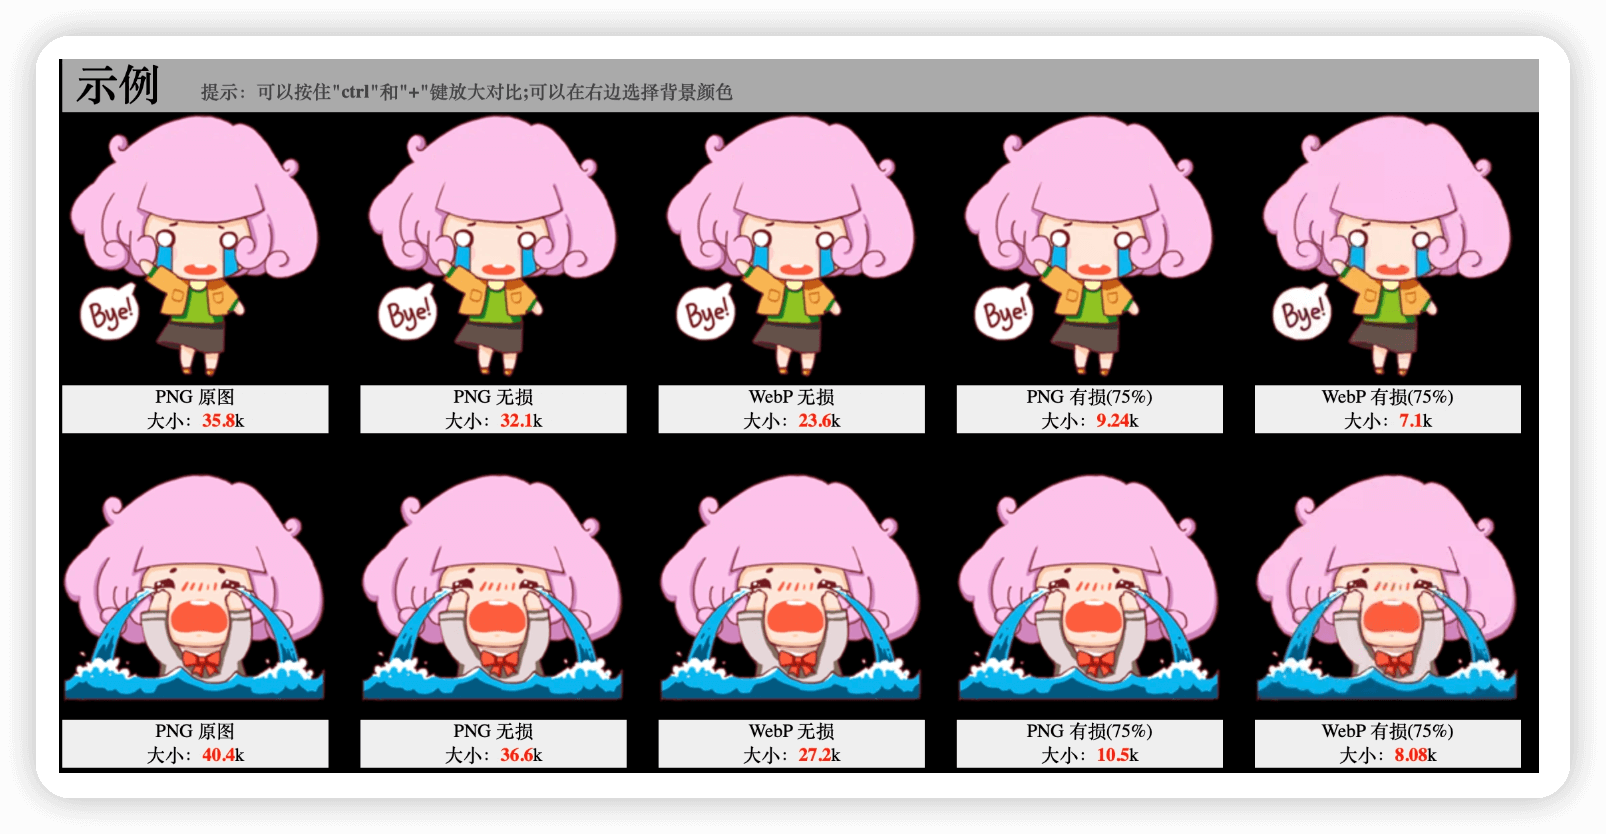 示例
提示：可以按住"ctrl"和"+"键放大对比;可以在右边选择背景颜色
Bye!
Bye!
Bye!
Bye!
Bye!
PNG 原图
大小：35.8k
PNG 无损
大小：32.1k
WebP 无损
大小：23.6k
PNG 有损(75%)
大小：9.24k
WebP 有损(75%)
大小：7.1k
PNG 原图
大小：40.4k
PNG 无损
大小：36.6k
WebP 无损
大小：27.2k
PNG 有损(75%)
大小：10.5k
WebP 有损(75%)
大小：8.08k